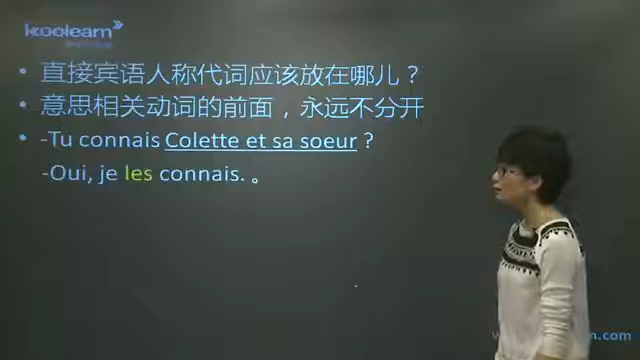 koolearn
• 直接宾语人称代词应该放在哪儿？
• 意思相关动词的前面，永远不分开
• -Tu connais Colette et sa soeur ?
-Oui, je les connais. 。